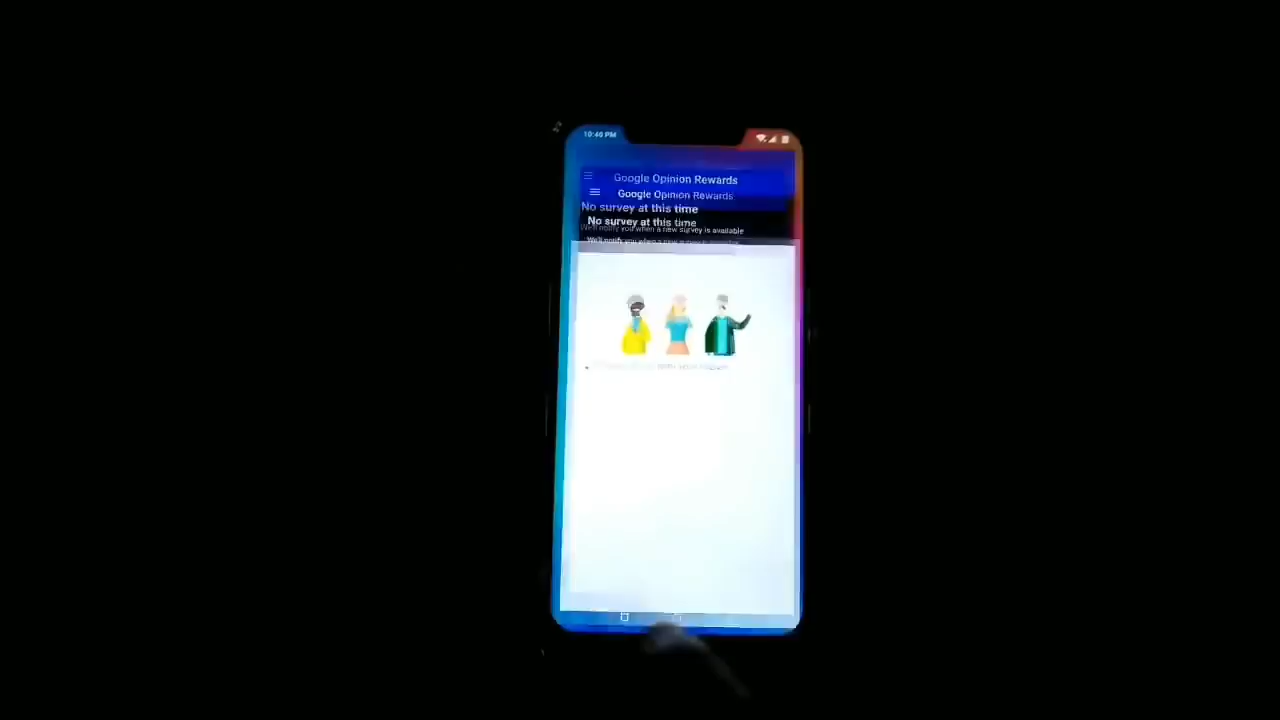 10:40 PM
Google Opinion Rewards
Google Opinion Rewards
No survey at this time
No survey at this time
We'll notify you when a new survey is available
We'll notify you when a new survey is